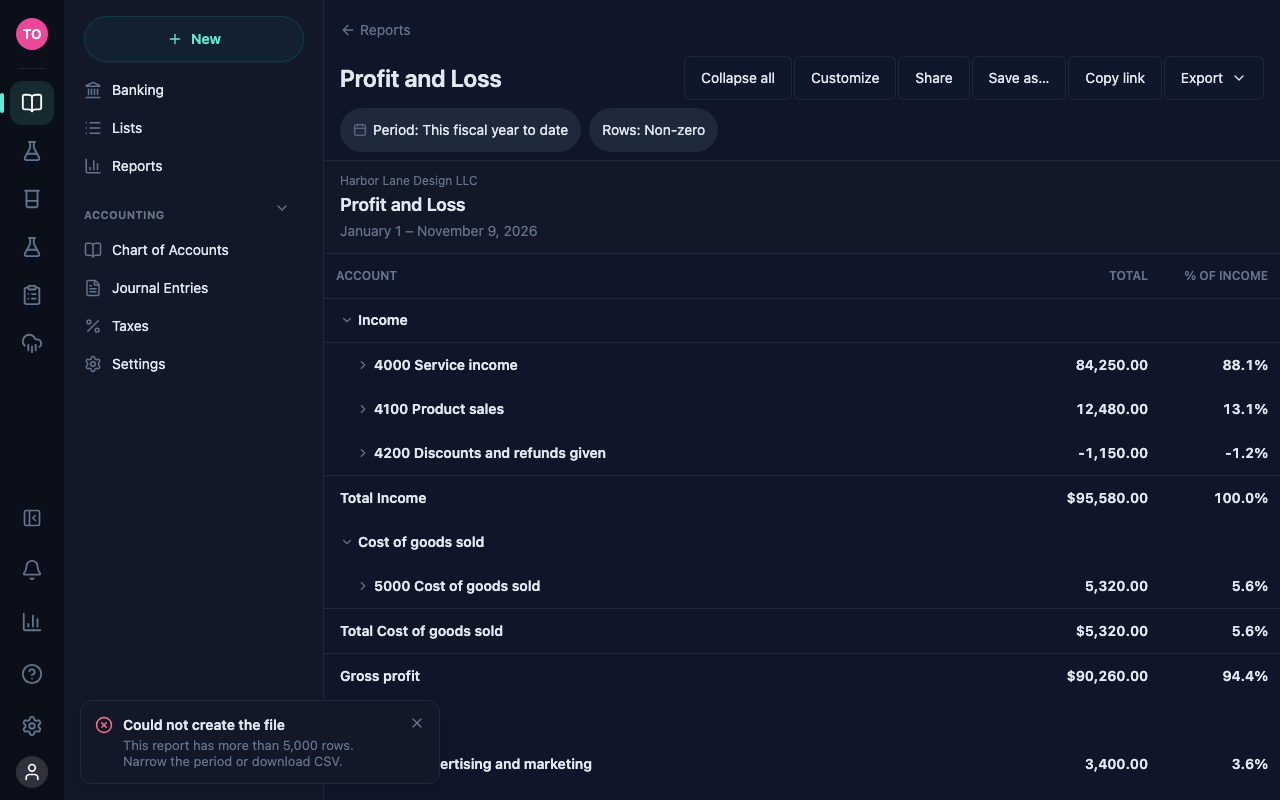 TO
New
Banking
Lists
Reports
ACCOUNTING
Chart of Accounts
Journal Entries
Taxes
Settings
Reports
Profit and Loss
Collapse all
Customize
Share
Save as...
Copy link
Export
Period: This fiscal year to date
Rows: Non-zero
Harbor Lane Design LLC
Profit and Loss
January 1 – November 9, 2026
ACCOUNT TOTAL % OF INCOME
Income
4000 Service income 84,250.00 88.1%
4100 Product sales 12,480.00 13.1%
4200 Discounts and refunds given -1,150.00 -1.2%
Total Income $95,580.00 100.0%
Cost of goods sold
5000 Cost of goods sold 5,320.00 5.6%
Total Cost of goods sold $5,320.00 5.6%
Gross profit $90,260.00 94.4%
ertising and marketing 3,400.00 3.6%
Could not create the file
This report has more than 5,000 rows.
Narrow the period or download CSV.